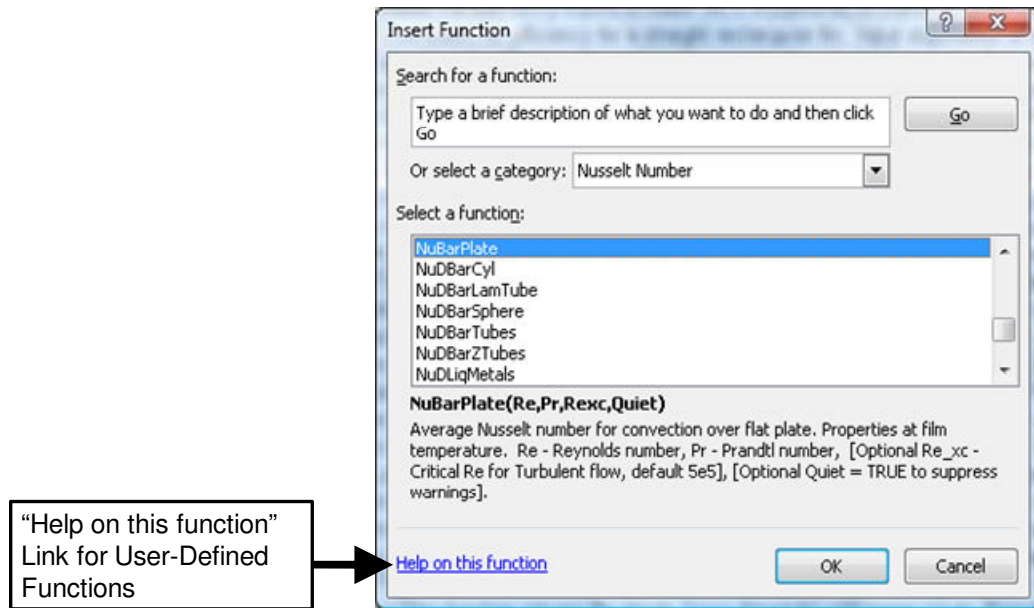 Insert Function
Search for a function:
Type a brief description of what you want to do and then click
Go
Go
Or select a category: Nusselt Number
Select a function:
NuBarPlate
NuDBarCyl
NuDBarLamTube
NuDBarSphere
NuDBarTubes
NuDBarZTubes
NuDLiqMetals
NuBarPlate(Re,Pr,Rexc,Quiet)
Average Nusselt number for convection over flat plate. Properties at film
temperature. Re - Reynolds number, Pr - Prandtl number, [Optional Re_xc -
Critical Re for Turbulent flow, default 5e5], [Optional Quiet = TRUE to suppress
warnings].
"Help on this function"
Link for User-Defined
Functions
Help on this function
OK
Cancel